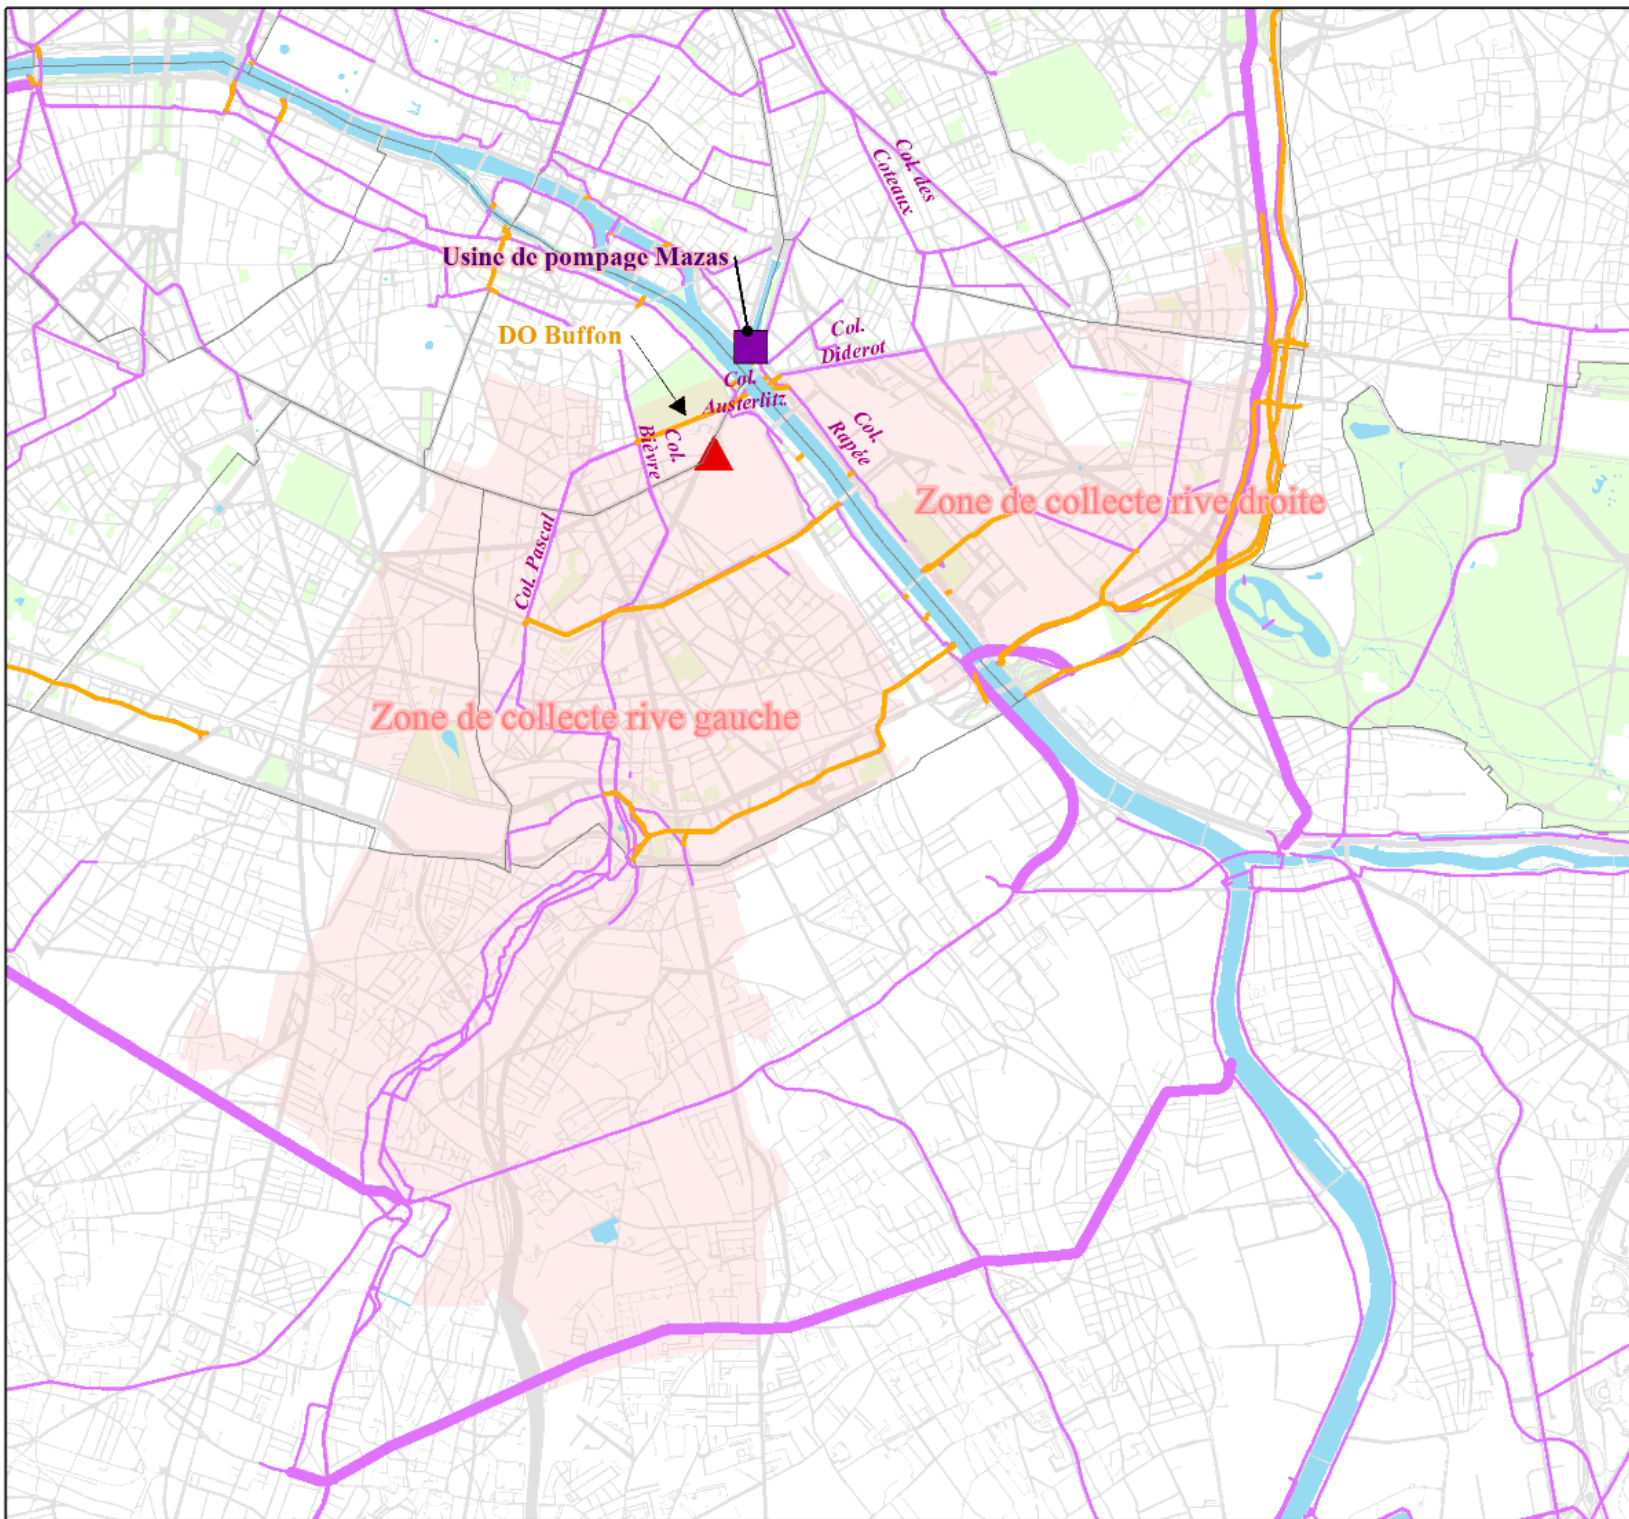 Col. des
Coteaux
Usine de pompage Mazas
DO Buffon
Col.
Diderot
Col.
Austerlitz
Col.
Rapée
Col.
Bièvre
Zone de collecte rive droite
Col. Pascal
Zone de collecte rive gauche